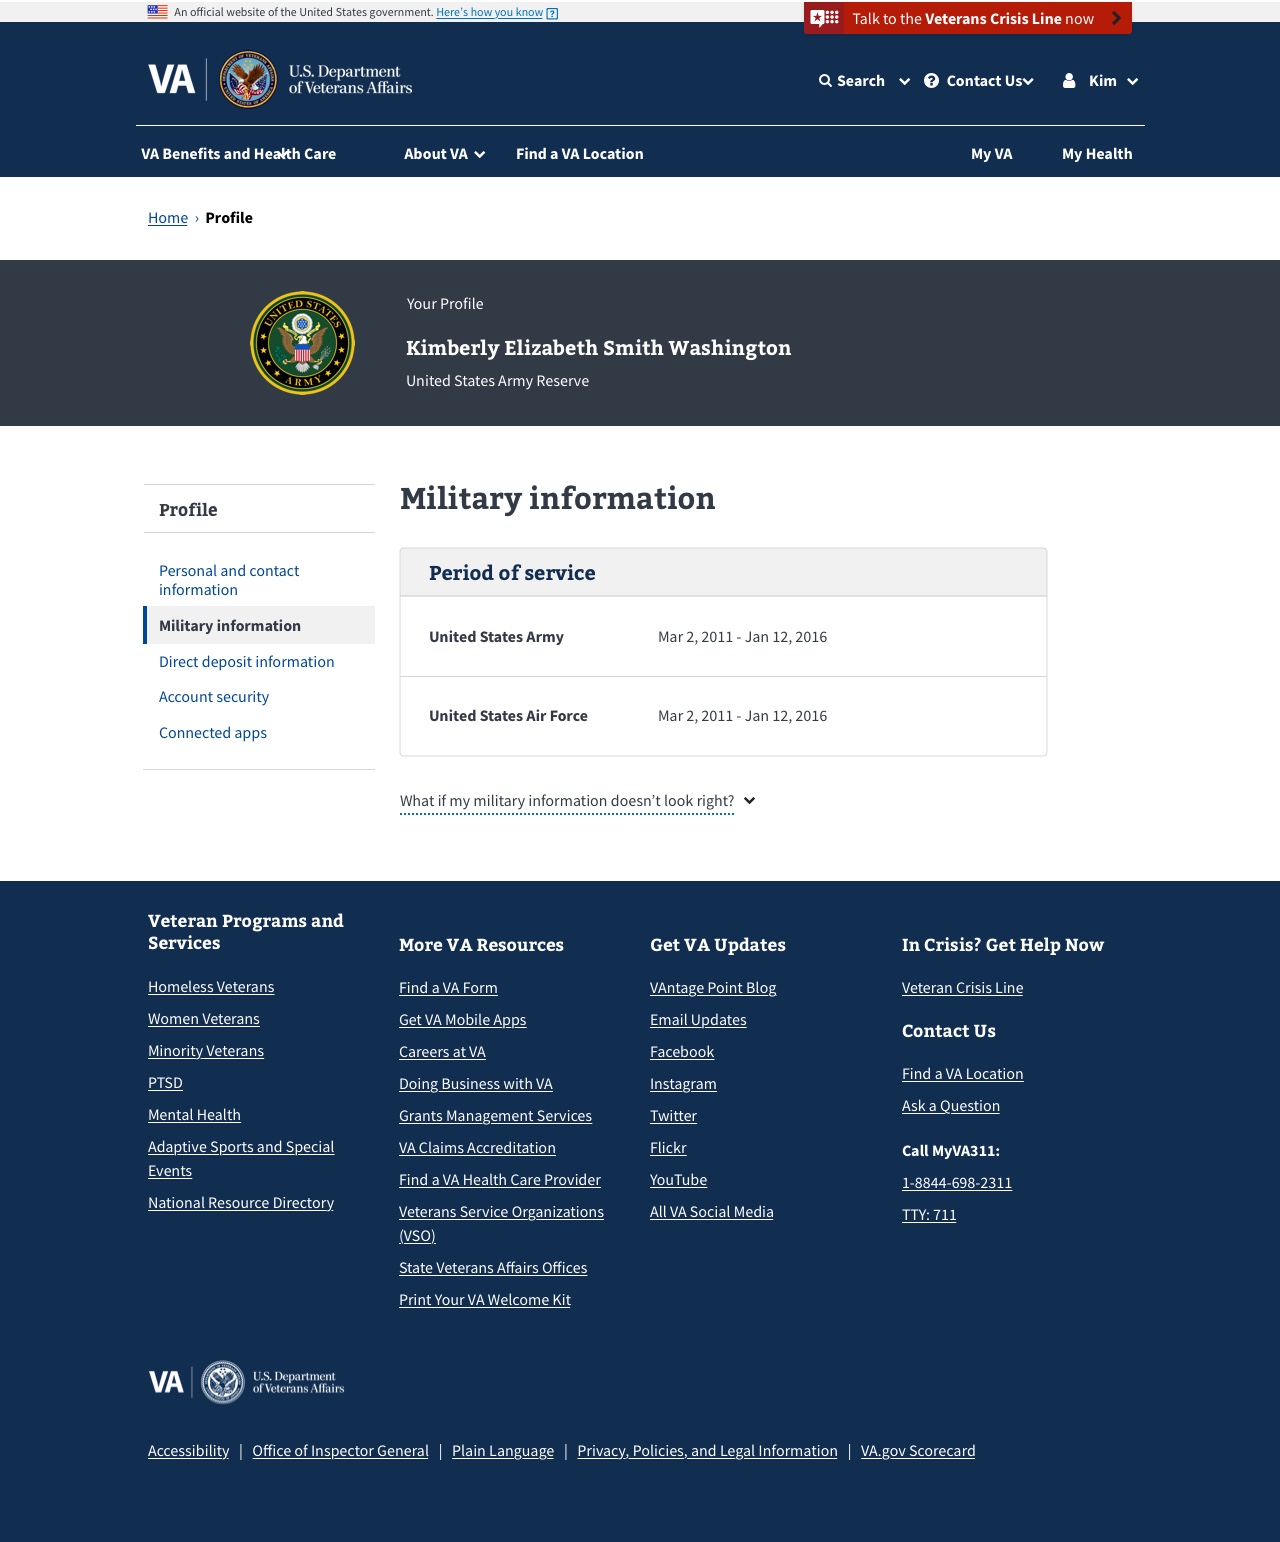 An official website of the United States government. Here's how you know
Talk to the Veterans Crisis Line now
VA
U.S. Department
of Veterans Affairs
Search
Contact Us
Kim
VA Benefits and Health Care
About VA
Find a VA Location
My VA
My Health
Home › Profile
UNITED STATES
ARMY
Your Profile
Kimberly Elizabeth Smith Washington
United States Army Reserve
Profile
Personal and contact
information
Military information
Direct deposit information
Account security
Connected apps
Military information
Period of service
United States Army Mar 2, 2011 - Jan 12, 2016
United States Air Force Mar 2, 2011 - Jan 12, 2016
What if my military information doesn’t look right?
Veteran Programs and
Services
Homeless Veterans
Women Veterans
Minority Veterans
PTSD
Mental Health
Adaptive Sports and Special
Events
National Resource Directory
More VA Resources
Find a VA Form
Get VA Mobile Apps
Careers at VA
Doing Business with VA
Grants Management Services
VA Claims Accreditation
Find a VA Health Care Provider
Veterans Service Organizations
(VSO)
State Veterans Affairs Offices
Print Your VA Welcome Kit
Get VA Updates
VAntage Point Blog
Email Updates
Facebook
Instagram
Twitter
Flickr
YouTube
All VA Social Media
In Crisis? Get Help Now
Veteran Crisis Line
Contact Us
Find a VA Location
Ask a Question
Call MyVA311:
1-8844-698-2311
TTY: 711
VA
U.S. Department
of Veterans Affairs
Accessibility | Office of Inspector General | Plain Language | Privacy, Policies, and Legal Information | VA.gov Scorecard